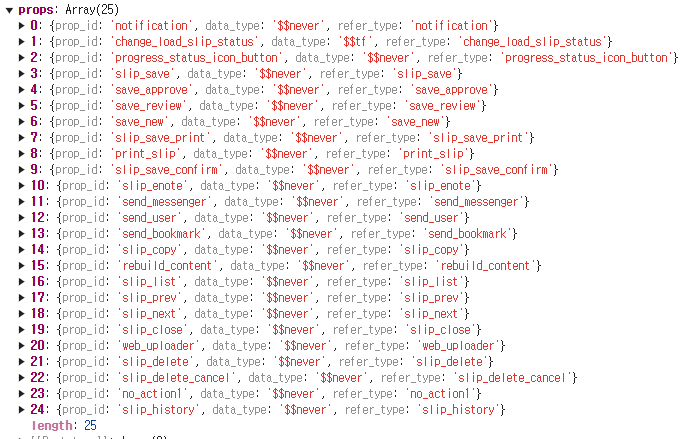 ▼ props: Array(25)
▶ 0: {prop_id: 'notification', data_type: '$$never', refer_type: 'notification'}
▶ 1: {prop_id: 'change_load_slip_status', data_type: '$$tf', refer_type: 'change_load_slip_status'}
▶ 2: {prop_id: 'progress_status_icon_button', data_type: '$$never', refer_type: 'progress_status_icon_button'}
▶ 3: {prop_id: 'slip_save', data_type: '$$never', refer_type: 'slip_save'}
▶ 4: {prop_id: 'save_approve', data_type: '$$never', refer_type: 'save_approve'}
▶ 5: {prop_id: 'save_review', data_type: '$$never', refer_type: 'save_review'}
▶ 6: {prop_id: 'save_new', data_type: '$$never', refer_type: 'save_new'}
▶ 7: {prop_id: 'slip_save_print', data_type: '$$never', refer_type: 'slip_save_print'}
▶ 8: {prop_id: 'print_slip', data_type: '$$never', refer_type: 'print_slip'}
▶ 9: {prop_id: 'slip_save_confirm', data_type: '$$never', refer_type: 'slip_save_confirm'}
▶ 10: {prop_id: 'slip_enote', data_type: '$$never', refer_type: 'slip_enote'}
▶ 11: {prop_id: 'send_messenger', data_type: '$$never', refer_type: 'send_messenger'}
▶ 12: {prop_id: 'send_user', data_type: '$$never', refer_type: 'send_user'}
▶ 13: {prop_id: 'send_bookmark', data_type: '$$never', refer_type: 'send_bookmark'}
▶ 14: {prop_id: 'slip_copy', data_type: '$$never', refer_type: 'slip_copy'}
▶ 15: {prop_id: 'rebuild_content', data_type: '$$never', refer_type: 'rebuild_content'}
▶ 16: {prop_id: 'slip_list', data_type: '$$never', refer_type: 'slip_list'}
▶ 17: {prop_id: 'slip_prev', data_type: '$$never', refer_type: 'slip_prev'}
▶ 18: {prop_id: 'slip_next', data_type: '$$never', refer_type: 'slip_next'}
▶ 19: {prop_id: 'slip_close', data_type: '$$never', refer_type: 'slip_close'}
▶ 20: {prop_id: 'web_uploader', data_type: '$$never', refer_type: 'web_uploader'}
▶ 21: {prop_id: 'slip_delete', data_type: '$$never', refer_type: 'slip_delete'}
▶ 22: {prop_id: 'slip_delete_cancel', data_type: '$$never', refer_type: 'slip_delete_cancel'}
▶ 23: {prop_id: 'no_action1', data_type: '$$never', refer_type: 'no_action1'}
▶ 24: {prop_id: 'slip_history', data_type: '$$never', refer_type: 'slip_history'}
length: 25